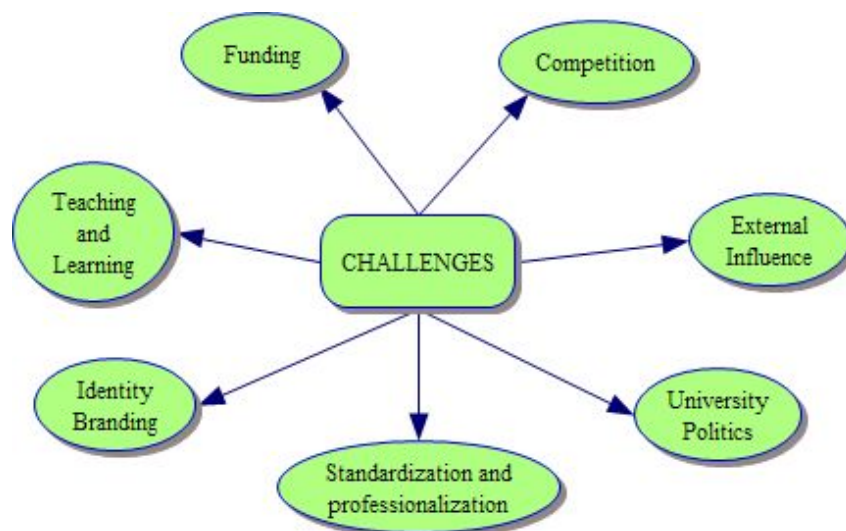 Funding
Competition
Teaching
and
Learning
CHALLENGES
External
Influence
Identity
Branding
University
Politics
Standardization and
professionalization